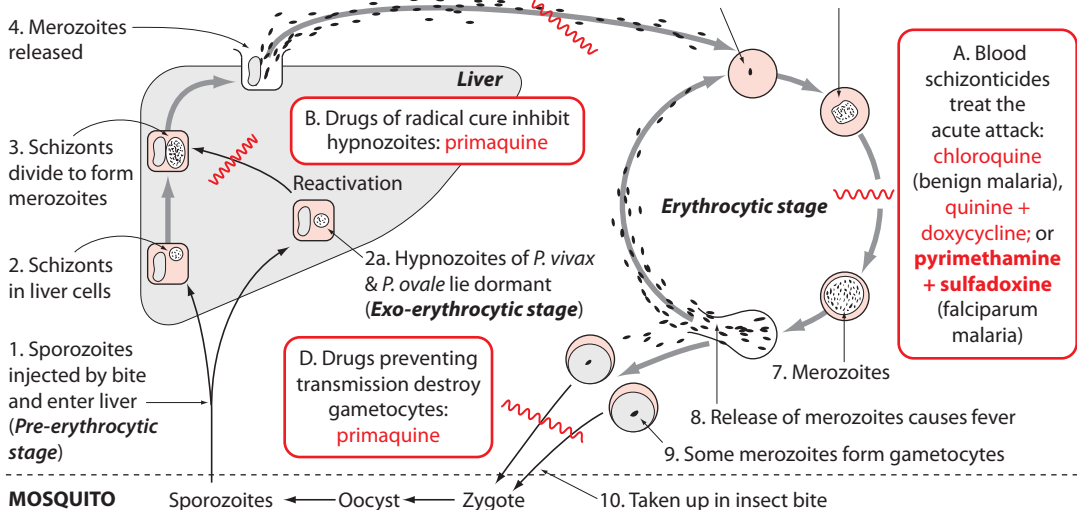 4. Merozoites
released
Liver
B. Drugs of radical cure inhibit
hypnozoites: primaquine
3. Schizonts
divide to form
merozoites
Reactivation
2. Schizonts
in liver cells
2a. Hypnozoites of P. vivax
& P. ovale lie dormant
(Exo-erythrocytic stage)
1. Sporozoites
injected by bite
and enter liver
(Pre-erythrocytic
stage)
D. Drugs preventing
transmission destroy
gametocytes:
primaquine
Erythrocytic stage
A. Blood
schizonticides
treat the
acute attack:
chloroquine
(benign malaria),
quinine +
doxycycline; or
pyrimethamine
+ sulfadoxine
(falciparum
malaria)
7. Merozoites
8. Release of merozoites causes fever
9. Some merozoites form gametocytes
MOSQUITO
Sporozoites
Oocyst
Zygote
10. Taken up in insect bite